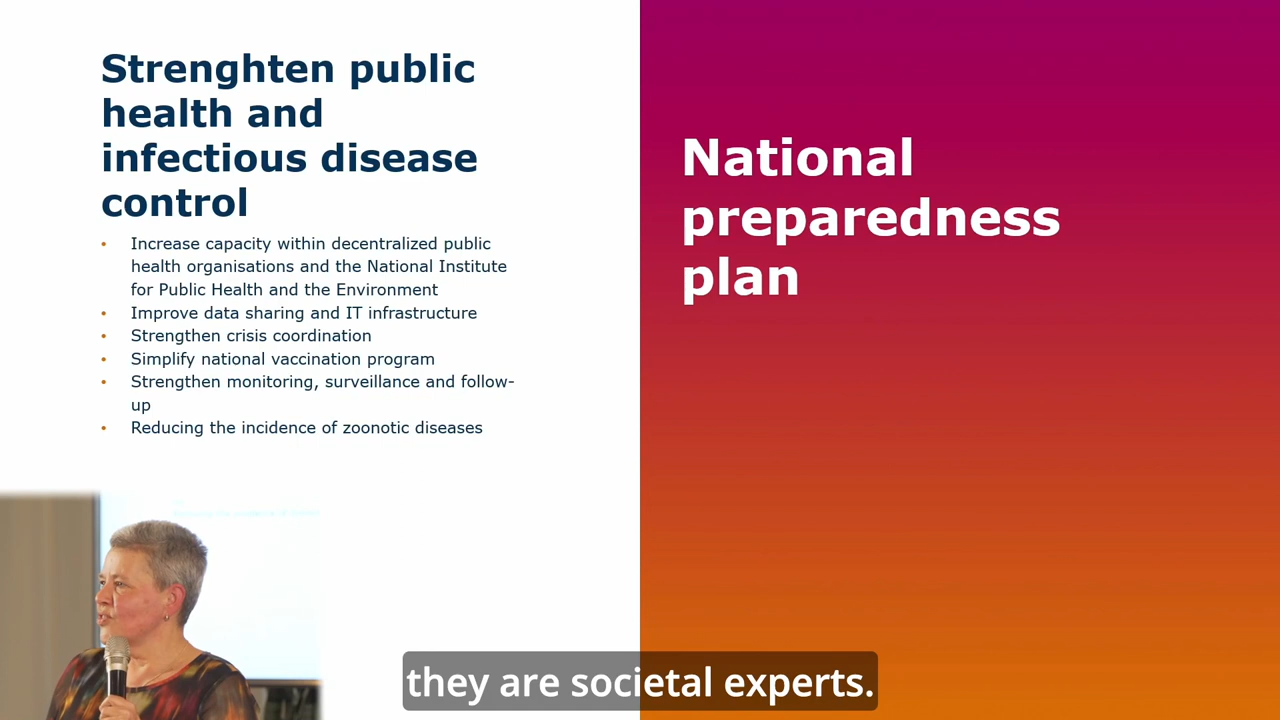 Strenghten public
health and
infectious disease
control
• Increase capacity within decentralized public
health organisations and the National Institute
for Public Health and the Environment
• Improve data sharing and IT infrastructure
• Strengthen crisis coordination
• Simplify national vaccination program
• Strengthen monitoring, surveillance and follow-
up
• Reducing the incidence of zoonotic diseases
National
preparedness
plan
they are societal experts.